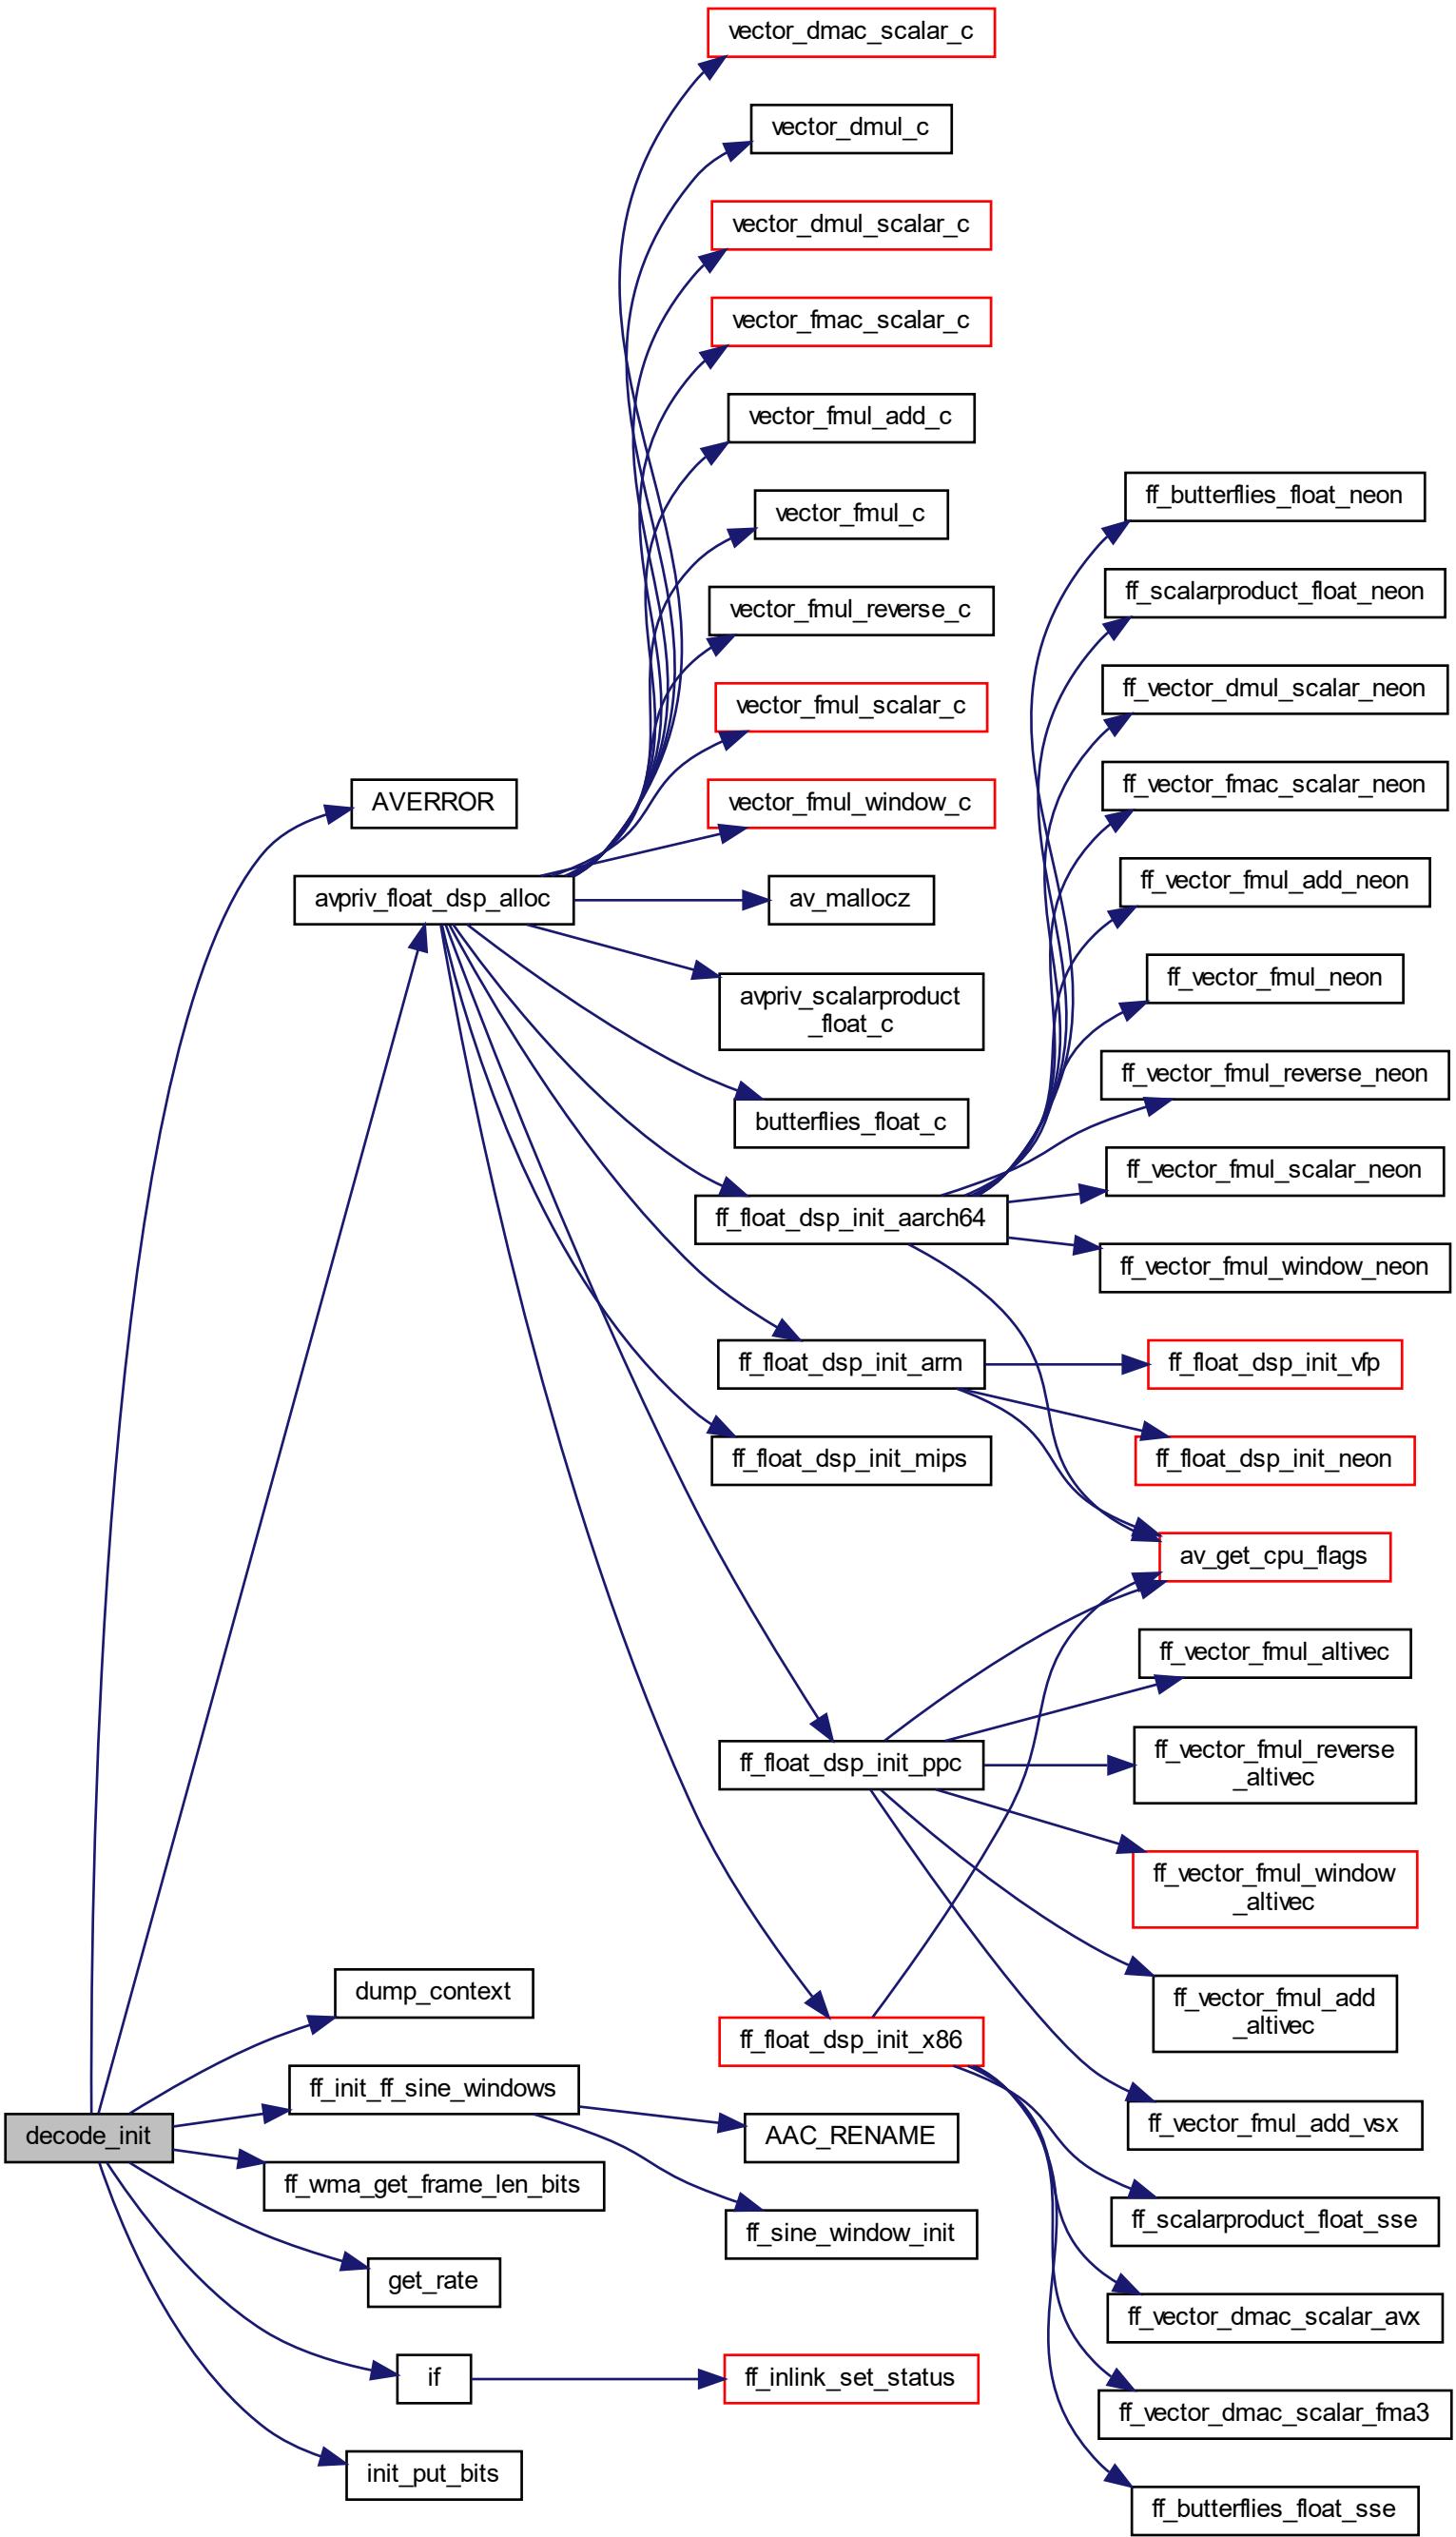 vector_dmac_scalar_c
vector_dmul_c
vector_dmul_scalar_c
vector_fmac_scalar_c
vector_fmul_add_c
vector_fmul_c
vector_fmul_reverse_c
vector_fmul_scalar_c
vector_fmul_window_c
AVERROR
avpriv_float_dsp_alloc
av_mallocz
avpriv_scalarproduct
_float_c
butterflies_float_c
ff_float_dsp_init_aarch64
ff_float_dsp_init_arm
ff_float_dsp_init_mips
ff_float_dsp_init_ppc
ff_float_dsp_init_x86
ff_butterflies_float_neon
ff_scalarproduct_float_neon
ff_vector_dmul_scalar_neon
ff_vector_fmac_scalar_neon
ff_vector_fmul_add_neon
ff_vector_fmul_neon
ff_vector_fmul_reverse_neon
ff_vector_fmul_scalar_neon
ff_vector_fmul_window_neon
ff_float_dsp_init_vfp
ff_float_dsp_init_neon
av_get_cpu_flags
ff_vector_fmul_altivec
ff_vector_fmul_reverse
_altivec
ff_vector_fmul_window
_altivec
ff_vector_fmul_add
_altivec
ff_vector_fmul_add_vsx
ff_scalarproduct_float_sse
ff_vector_dmac_scalar_avx
ff_vector_dmac_scalar_fma3
ff_butterflies_float_sse
decode_init
dump_context
ff_init_ff_sine_windows
AAC_RENAME
ff_sine_window_init
ff_wma_get_frame_len_bits
get_rate
if
ff_inlink_set_status
init_put_bits